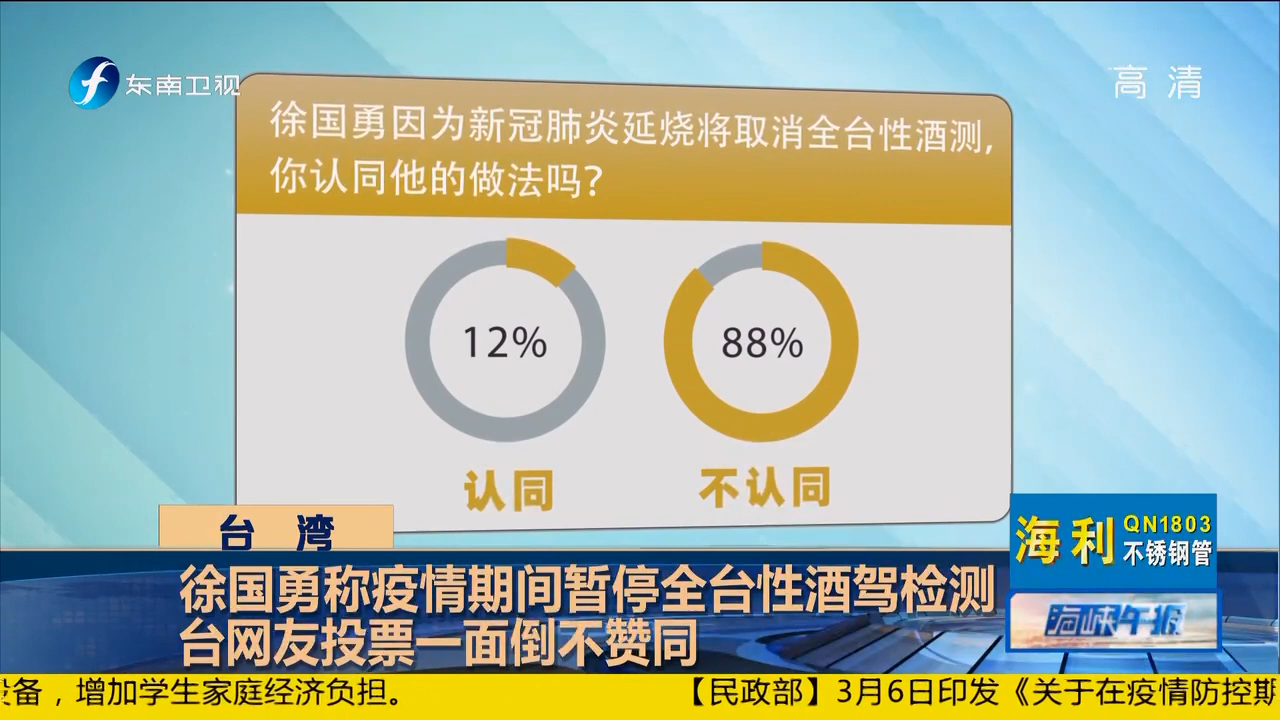 东南卫视
高清
徐国勇因为新冠肺炎延烧将取消全台性酒测,
你认同他的做法吗?
12%
88%
认同
不认同
台湾
徐国勇称疫情期间暂停全台性酒驾检测
台网友投票一面倒不赞同
海利
QN1803
不锈钢管
海峡午报
设备，增加学生家庭经济负担。
【民政部】3月6日印发《关于在疫情防控期